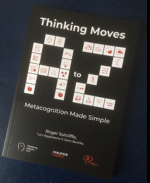 Thinking Moves
A
to
Z
Metacognition Made Simple
Roger Sutcliffe,